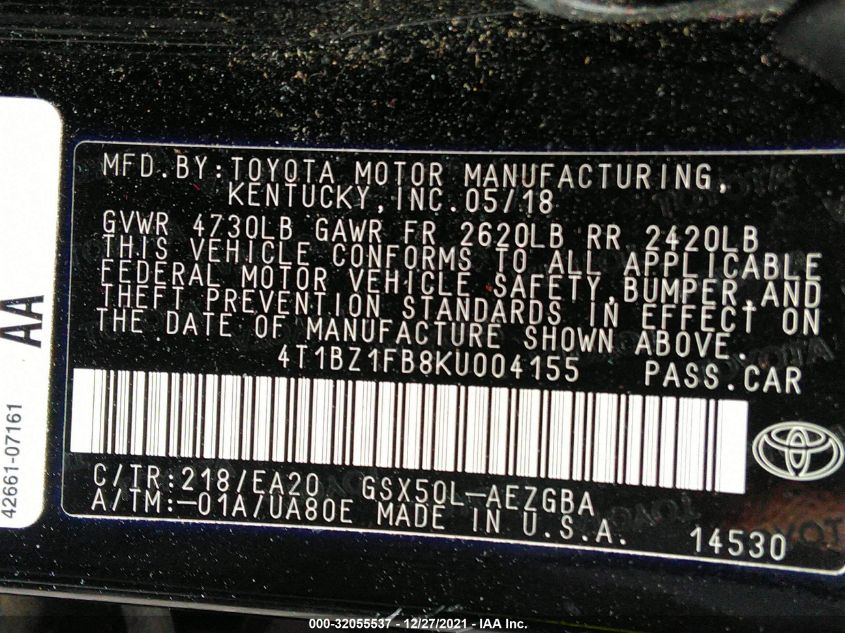 MFD.BY:TOYOTA MOTOR MANUFACTURING,
KENTUCKY,INC.05/18
GVWR 4730LB GAWR FR 2620LB RR 2420LB
THIS VEHICLE CONFORMS TO ALL APPLICABLE
FEDERAL MOTOR VEHICLE SAFETY,BUMPER,AND
THEFT PREVENTION STANDARDS IN EFFECT ON
THE DATE OF MANUFACTURE SHOWN ABOVE.
4T1BZ1FB8KU004155 PASS.CAR
C/TR:218/EA20 GSX50L-AEZGBA
A/TM:-01A/UA80E MADE IN U.S.A. 14530
AA
42661-07161
000-32055537 - 12/27/2021 - IAA Inc.